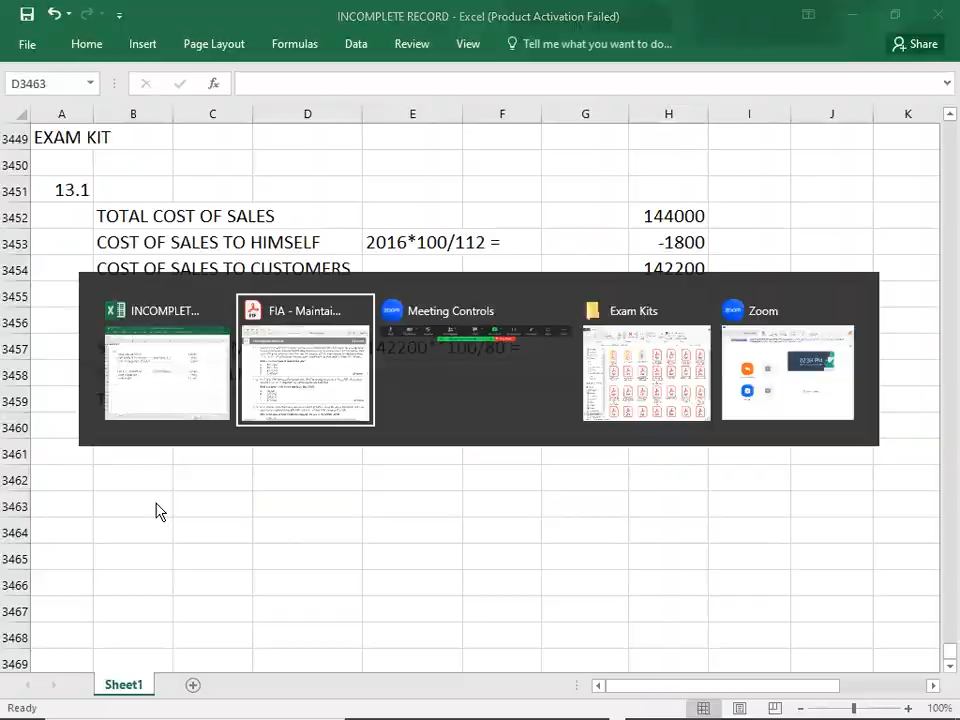 INCOMPLETE RECORD - Excel (Product Activation Failed)
File Home Insert Page Layout Formulas Data Review View Tell me what you want to do... Share
D3463 fx
A B C D E F G H I J K
3449 EXAM KIT
3450
3451 13.1
3452 TOTAL COST OF SALES 144000
3453 COST OF SALES TO HIMSELF 2016*100/112 = -1800
3454 COST OF SALES TO CUSTOMERS 142200
3455
INCOMPLET... FIA - Maintai... Meeting Controls Exam Kits Zoom
3456
3457 142200* 100/80 =
3458
3459
3460
3461
3462
3463
3464
3465
3466
3467
3468
3469
Sheet1
Ready 100%